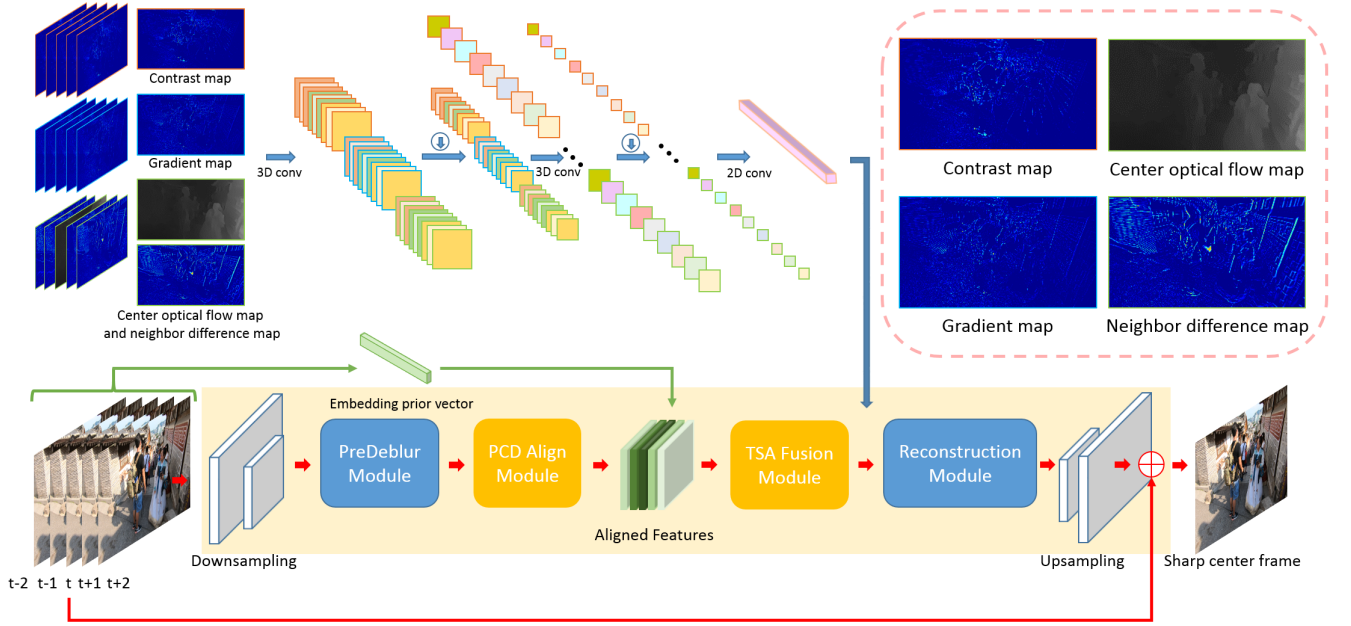 Contrast map
Gradient map
Center optical flow map
and neighbor difference map
3D conv
3D conv
2D conv
Contrast map
Center optical flow map
Gradient map
Neighbor difference map
Embedding prior vector
PreDeblur
Module
PCD Align
Module
Aligned Features
TSA Fusion
Module
Reconstruction
Module
Downsampling
Upsampling
Sharp center frame
t-2 t-1 t t+1 t+2